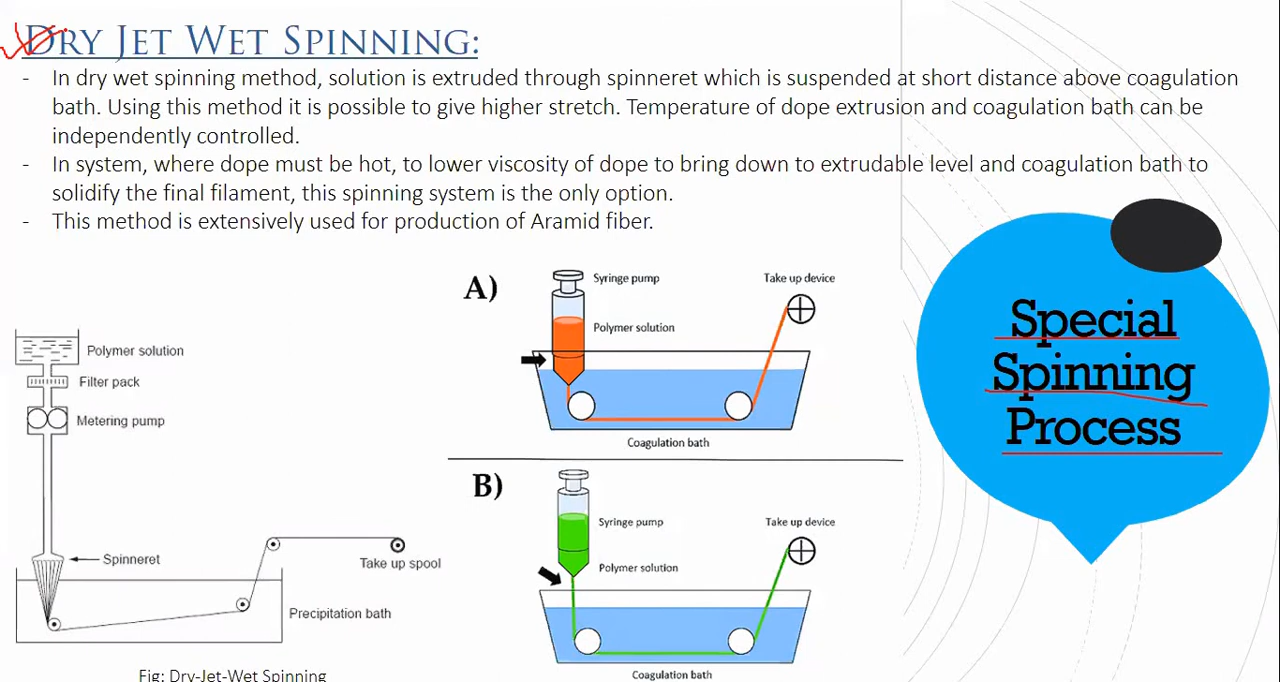 DRY JET WET SPINNING:
- In dry wet spinning method, solution is extruded through spinneret which is suspended at short distance above coagulation
bath. Using this method it is possible to give higher stretch. Temperature of dope extrusion and coagulation bath can be
independently controlled.
- In system, where dope must be hot, to lower viscosity of dope to bring down to extrudable level and coagulation bath to
solidify the final filament, this spinning system is the only option.
- This method is extensively used for production of Aramid fiber.
Polymer solution
Filter pack
Metering pump
Spinneret
Take up spool
Precipitation bath
Fig: Dry-Jet-Wet Spinning
A)
Syringe pump
Take up device
Polymer solution
Coagulation bath
B)
Syringe pump
Take up device
Polymer solution
Coagulation bath
Special
Spinning
Process